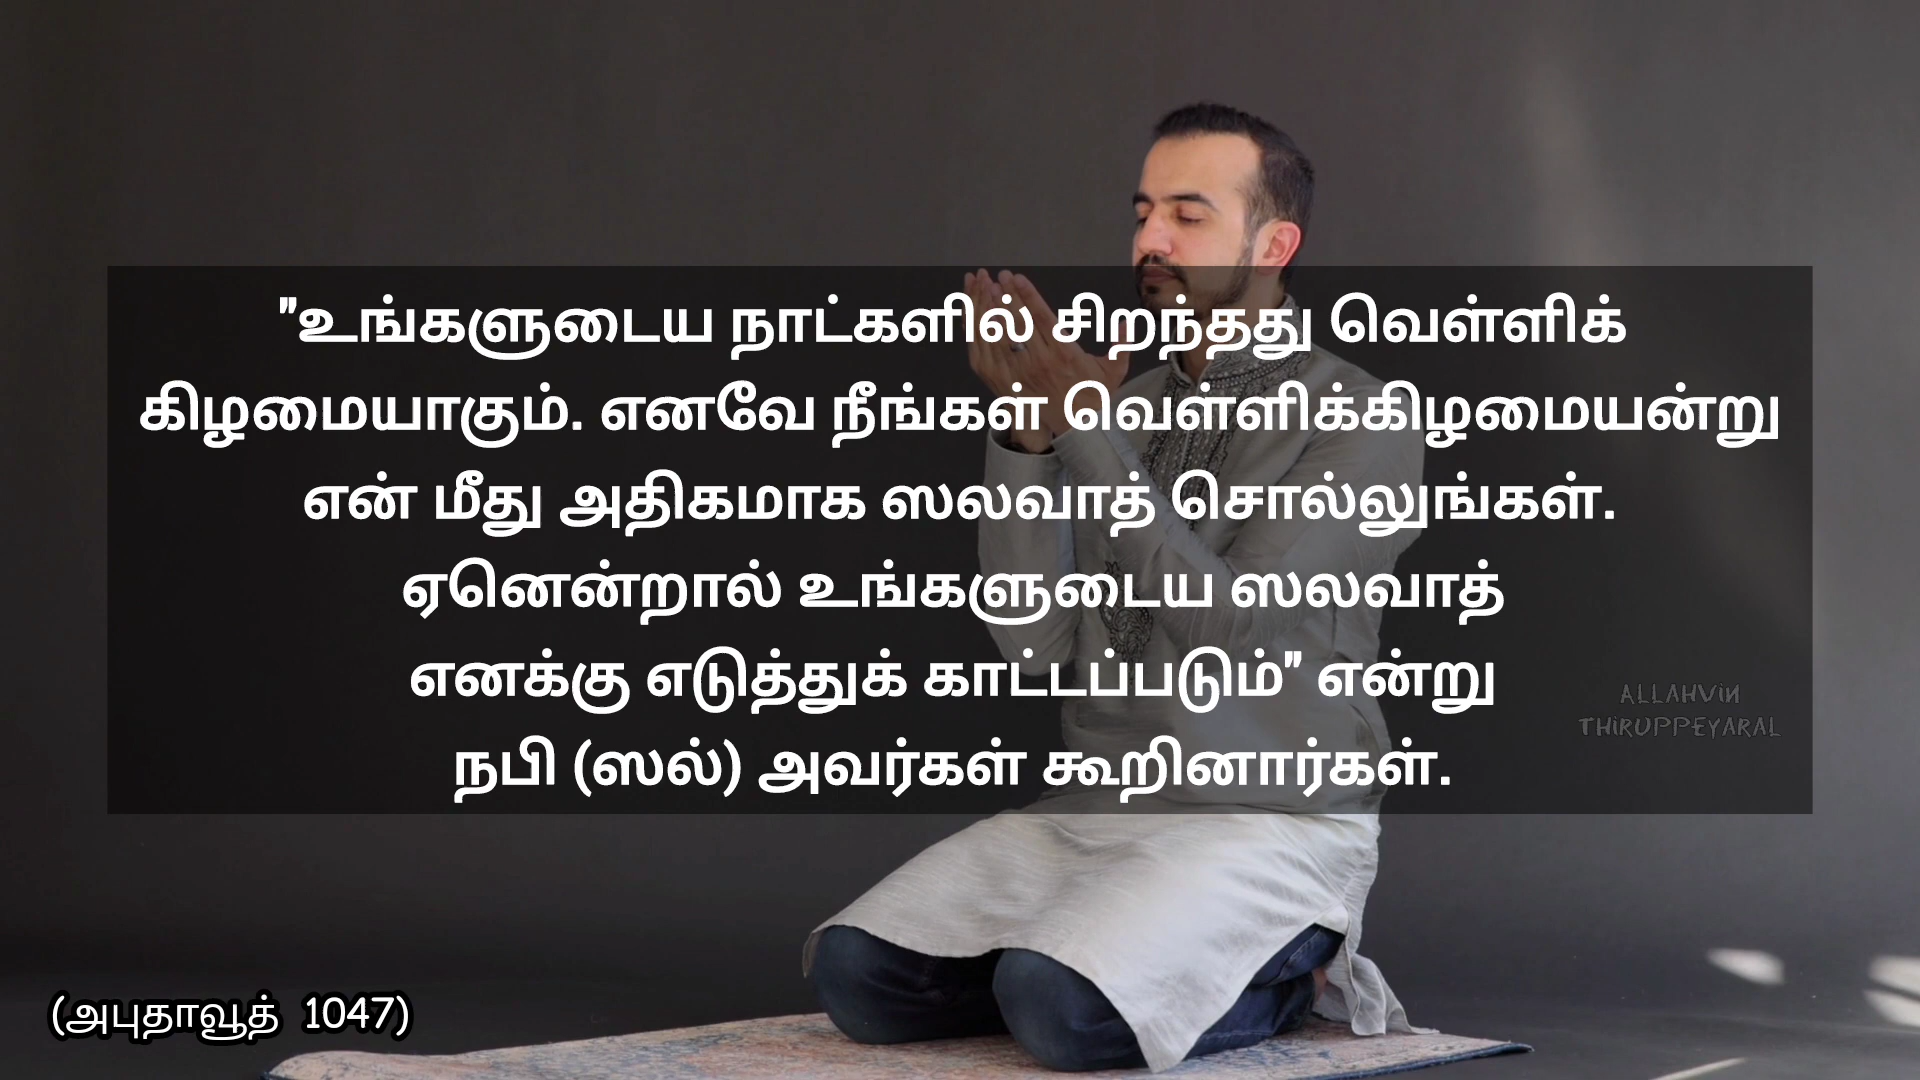 "உங்களுடைய நாட்களில் சிறந்தது வெள்ளிக்
கிழமையாகும். எனவே நீங்கள் வெள்ளிக்கிழமையன்று
என் மீது அதிகமாக ஸலவாத் சொல்லுங்கள்.
ஏனென்றால் உங்களுடைய ஸலவாத்
எனக்கு எடுத்துக் காட்டப்படும்" என்று
நபி (ஸல்) அவர்கள் கூறினார்கள்.
ALLAHVIN
THIRUPPEYARAL
(அபுதாவூத் 1047)